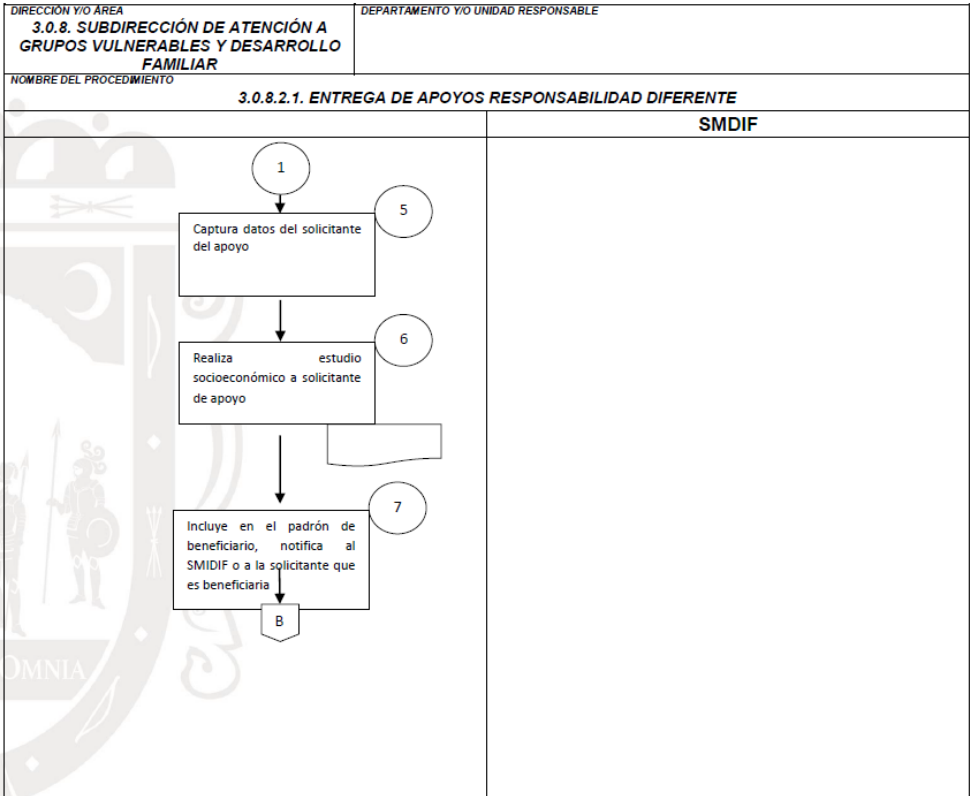 DIRECCIÓN Y/O ÁREA
3.0.8. SUBDIRECCIÓN DE ATENCIÓN A
GRUPOS VULNERABLES Y DESARROLLO
FAMILIAR
DEPARTAMENTO Y/O UNIDAD RESPONSABLE
NOMBRE DEL PROCEDIMIENTO
3.0.8.2.1. ENTREGA DE APOYOS RESPONSABILIDAD DIFERENTE
SMDIF
1
5
Captura datos del solicitante
del apoyo
6
Realiza estudio
socioeconómico a solicitante
de apoyo
7
Incluye en el padrón de
beneficiario, notifica al
SMIDIF o a la solicitante que
es beneficiaria
B
OMNIA